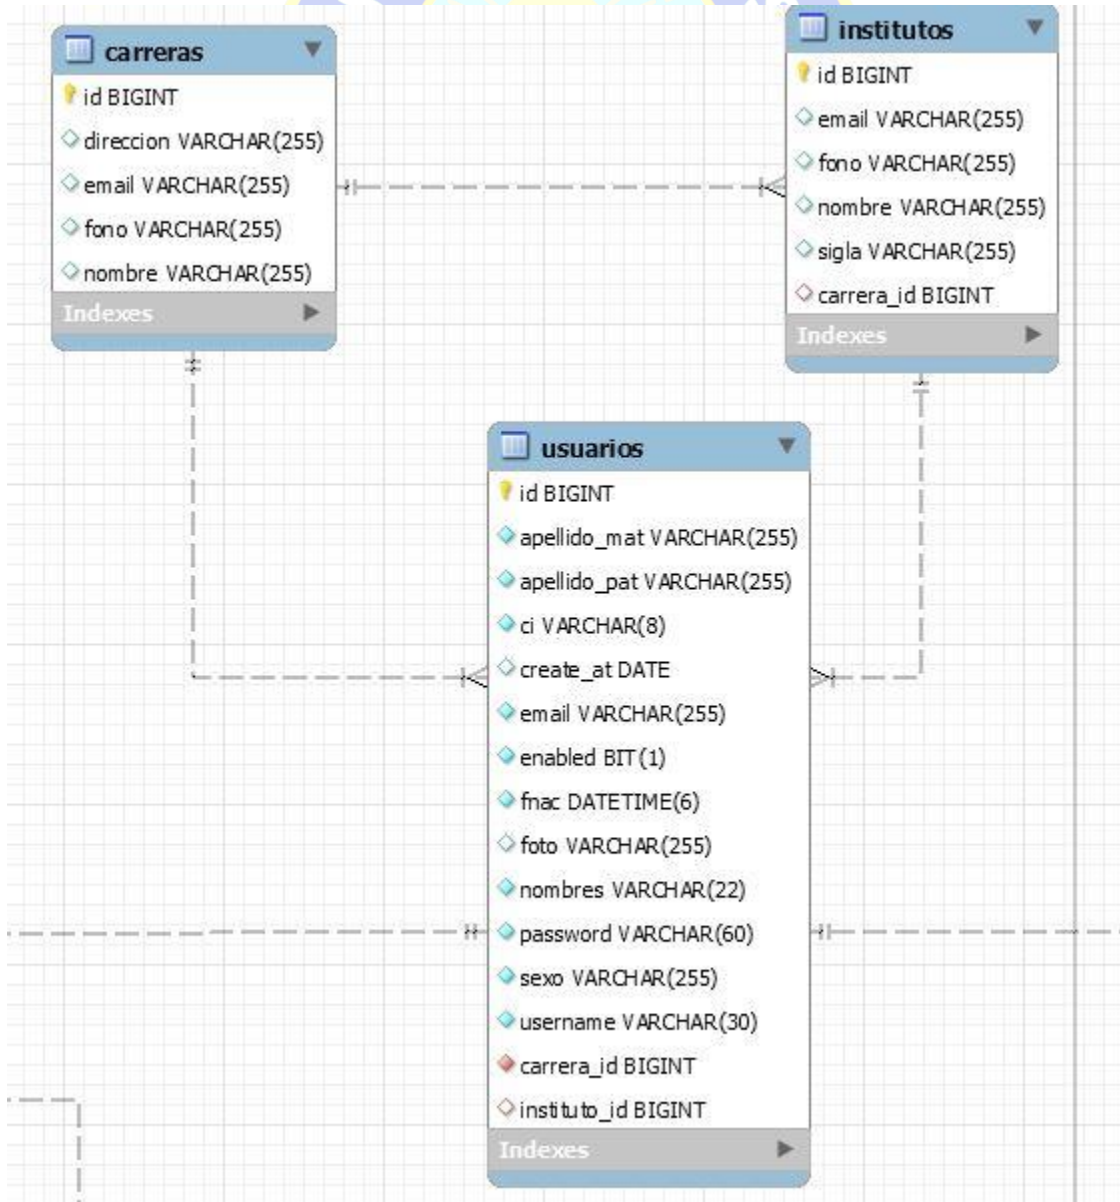 carreras
id BIGINT
direccion VARCHAR(255)
email VARCHAR(255)
fono VARCHAR(255)
nombre VARCHAR(255)
Indexes
institutos
id BIGINT
email VARCHAR(255)
fono VARCHAR(255)
nombre VARCHAR(255)
sigla VARCHAR(255)
carrera_id BIGINT
Indexes
usuarios
id BIGINT
apellido_mat VARCHAR(255)
apellido_pat VARCHAR(255)
ci VARCHAR(8)
create_at DATE
email VARCHAR(255)
enabled BIT(1)
fnac DATETIME(6)
foto VARCHAR(255)
nombres VARCHAR(22)
password VARCHAR(60)
sexo VARCHAR(255)
username VARCHAR(30)
carrera_id BIGINT
instituto_id BIGINT
Indexes